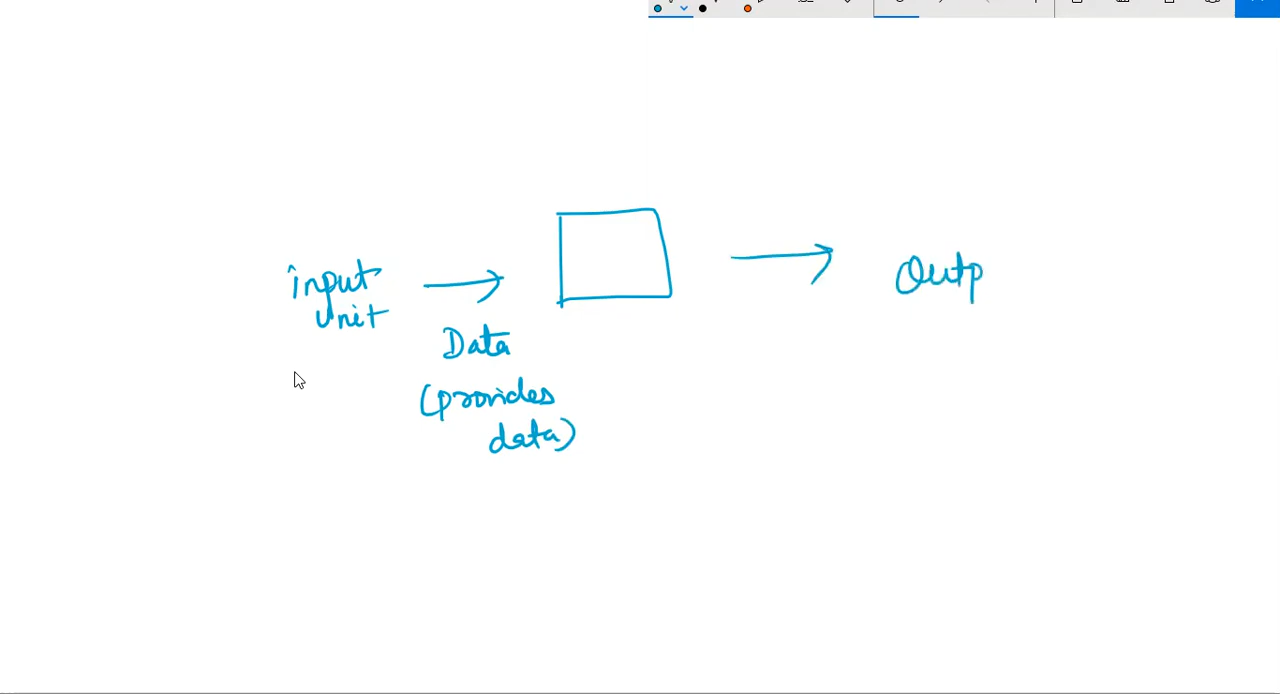 input
unit
Data
(provides
data)
Outp